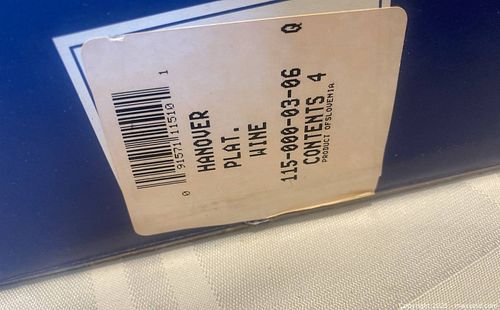 HANOVER
PLAT.
WINE
115-000-03-06 Q
CONTENTS 4
PRODUCT OF SLOVENIA
0 91571 11510 1